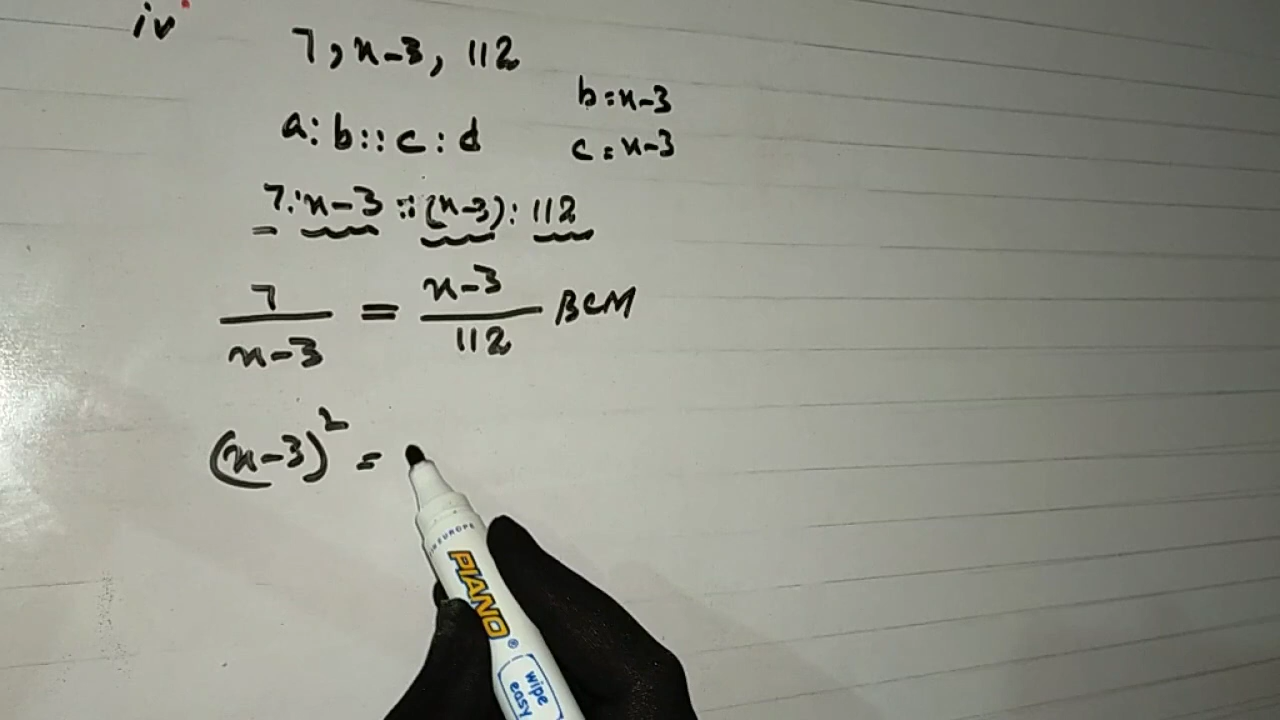 iv
7, x-3, 112
b=x-3
a:b::c:d
c=x-3
7:x-3::(x-3):112
7/x-3 = x-3/112 BCM
(x-3)² =
EUROPE
PIANO®
wipe easy